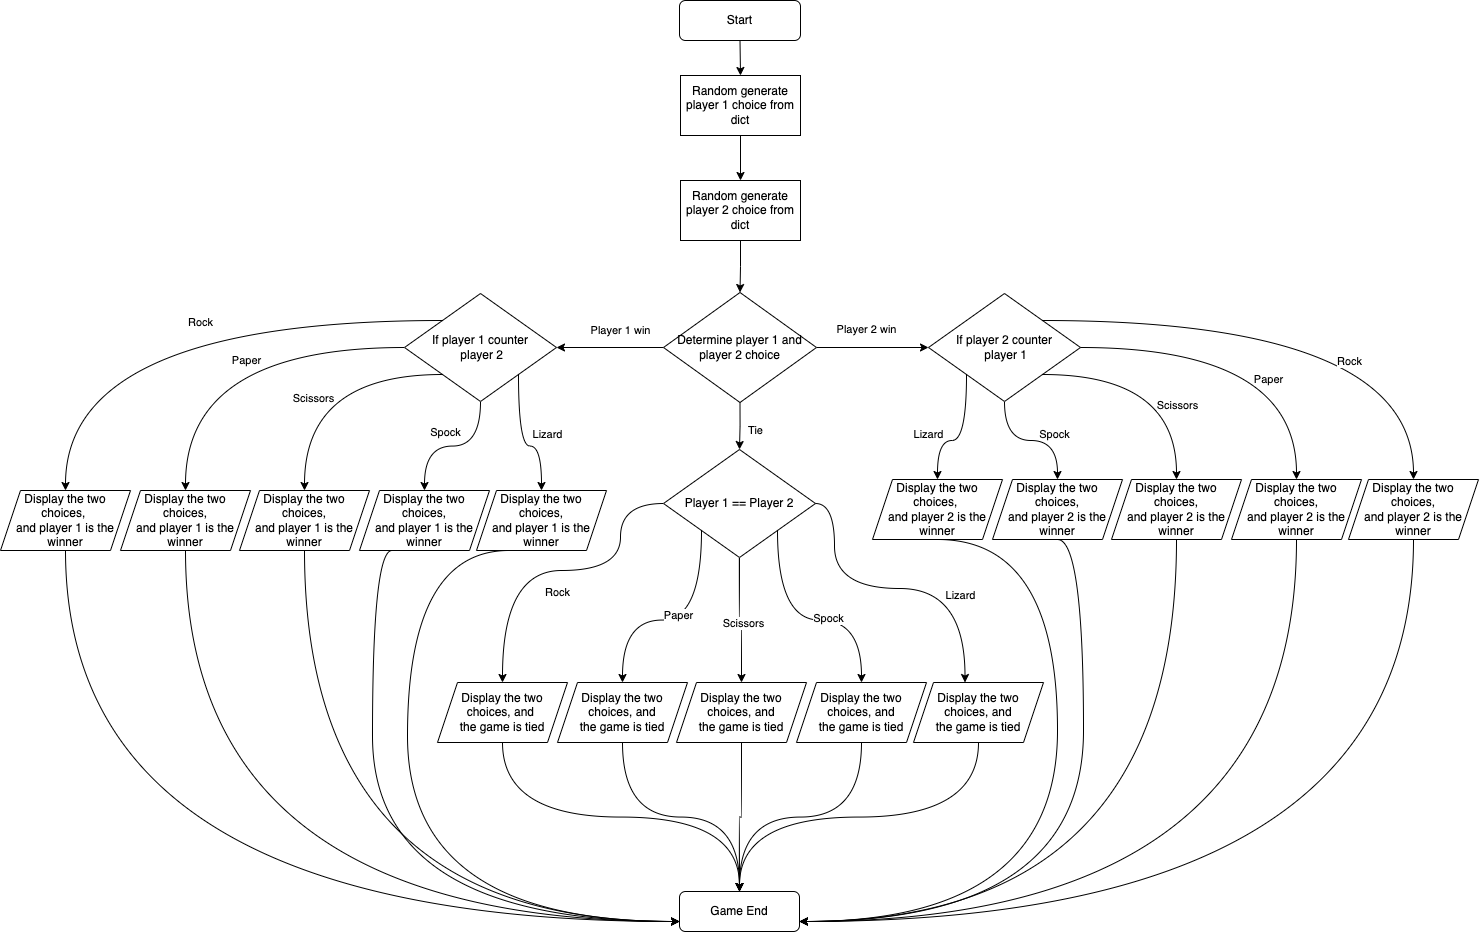 Start
Random generate
player 1 choice from
dict
Random generate
player 2 choice from
dict
Determine player 1 and
player 2 choice
Player 1 win
Player 2 win
Tie
If player 1 counter
player 2
Rock
Paper
Scissors
Spock
Lizard
If player 2 counter
player 1
Lizard
Spock
Scissors
Paper
Rock
Display the two
choices,
and player 1 is the
winner
Display the two
choices,
and player 1 is the
winner
Display the two
choices,
and player 1 is the
winner
Display the two
choices,
and player 1 is the
winner
Display the two
choices,
and player 1 is the
winner
Player 1 == Player 2
Display the two
choices,
and player 2 is the
winner
Display the two
choices,
and player 2 is the
winner
Display the two
choices,
and player 2 is the
winner
Display the two
choices,
and player 2 is the
winner
Display the two
choices,
and player 2 is the
winner
Rock
Paper
Scissors
Spock
Lizard
Display the two
choices, and
the game is tied
Display the two
choices, and
the game is tied
Display the two
choices, and
the game is tied
Display the two
choices, and
the game is tied
Display the two
choices, and
the game is tied
Game End